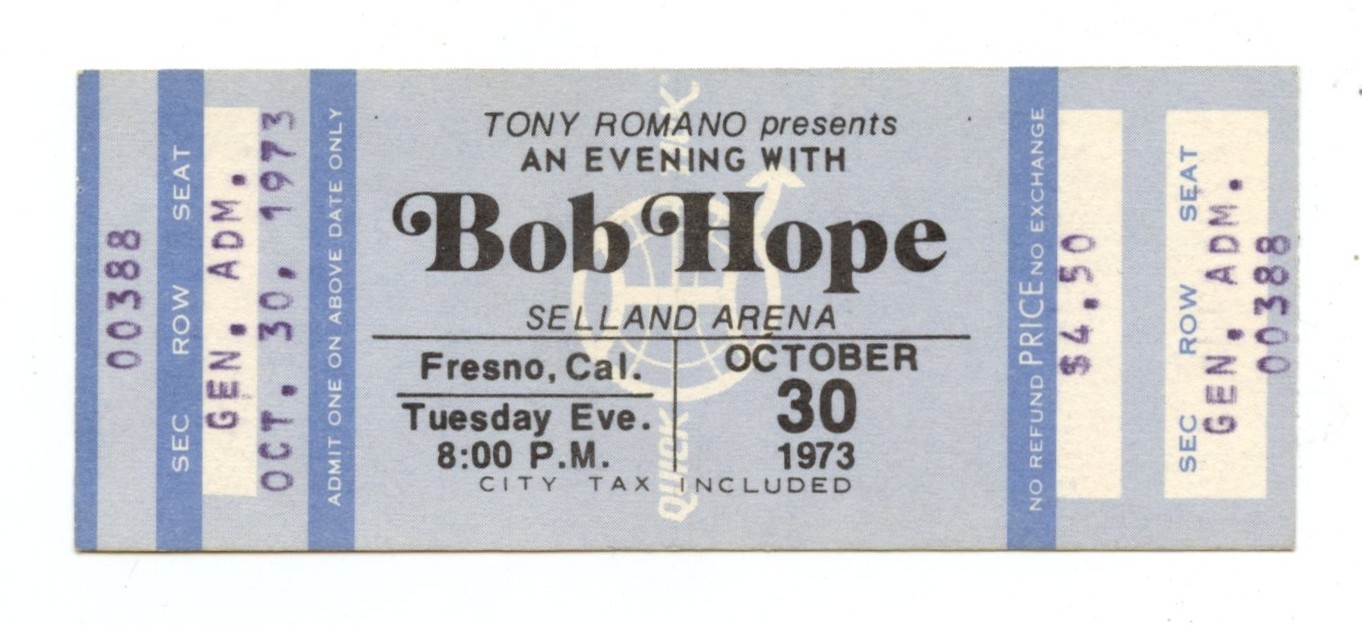 00388
SEC ROW SEAT
GEN. ADM.
OCT. 30, 1973
ADMIT ONE ON ABOVE DATE ONLY
TONY ROMANO presents
AN EVENING WITH
Bob Hope
SELLAND ARENA
Fresno, Cal.
Tuesday Eve.
8:00 P.M.
OCTOBER
30
1973
CITY TAX INCLUDED
QUICK TIK
H
NO REFUND PRICE NO EXCHANGE
$4.50
SEC ROW SEAT
GEN. ADM.
00388